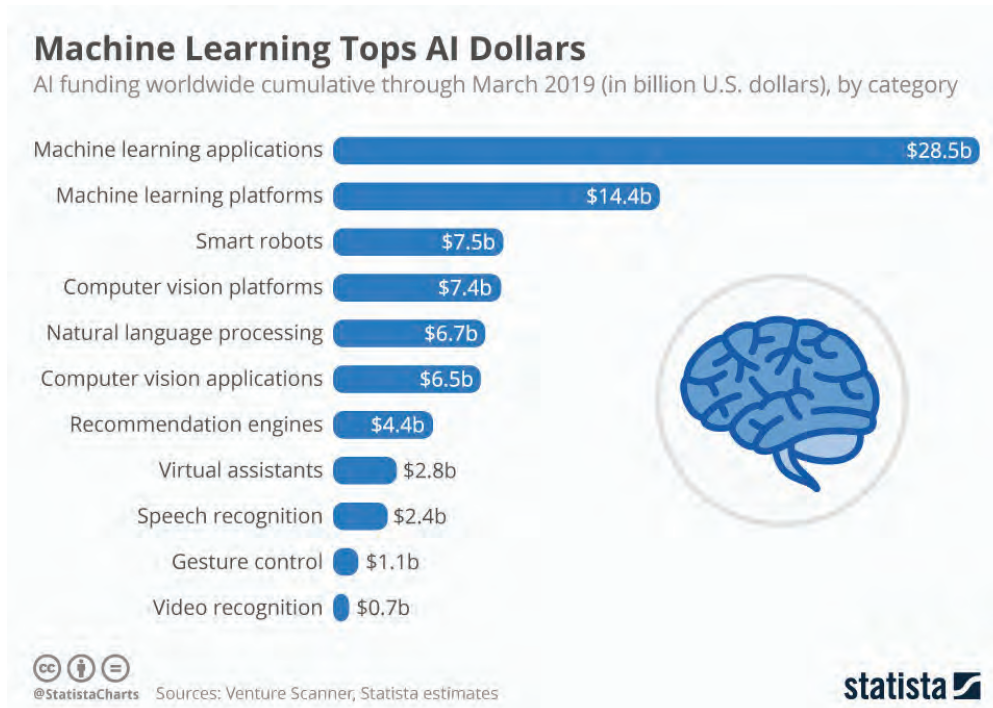 Machine Learning Tops AI Dollars
AI funding worldwide cumulative through March 2019 (in billion U.S. dollars), by category
Machine learning applications $28.5b
Machine learning platforms $14.4b
Smart robots $7.5b
Computer vision platforms $7.4b
Natural language processing $6.7b
Computer vision applications $6.5b
Recommendation engines $4.4b
Virtual assistants $2.8b
Speech recognition $2.4b
Gesture control $1.1b
Video recognition $0.7b
cc
@StatistaCharts Sources: Venture Scanner, Statista estimates
statista